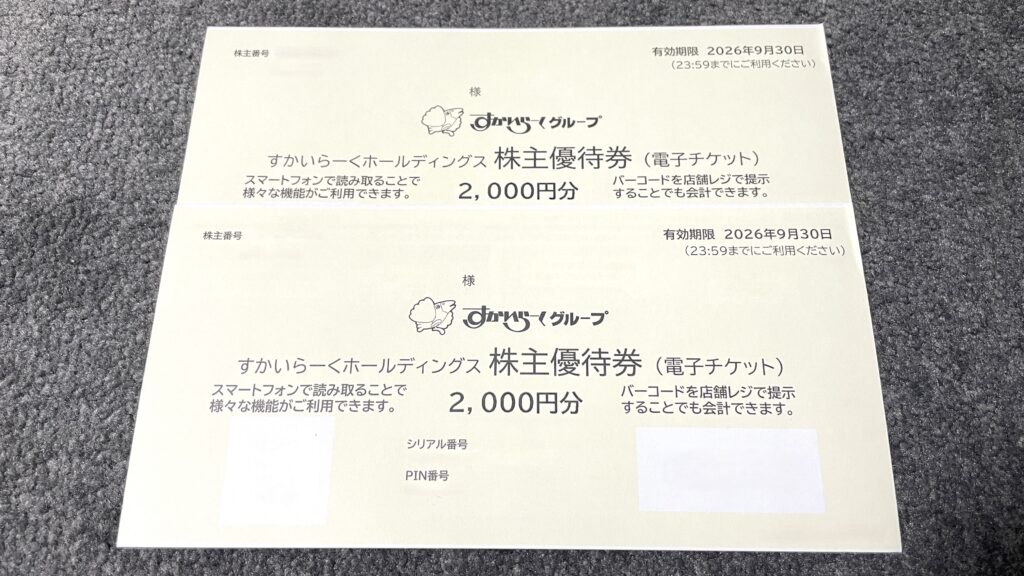 株主番号
有効期限 2026年9月30日
(23:59までにご利用ください)
様
すかいらーくグループ
すかいらーくホールディングス 株主優待券(電子チケット)
スマートフォンで読み取ることで
様々な機能がご利用できます。
2,000円分
バーコードを店舗レジで提示
することでも会計できます。
株主番号
有効期限 2026年9月30日
(23:59までにご利用ください)
様
すかいらーくグループ
すかいらーくホールディングス 株主優待券(電子チケット)
スマートフォンで読み取ることで
様々な機能がご利用できます。
2,000円分
バーコードを店舗レジで提示
することでも会計できます。
シリアル番号
PIN番号